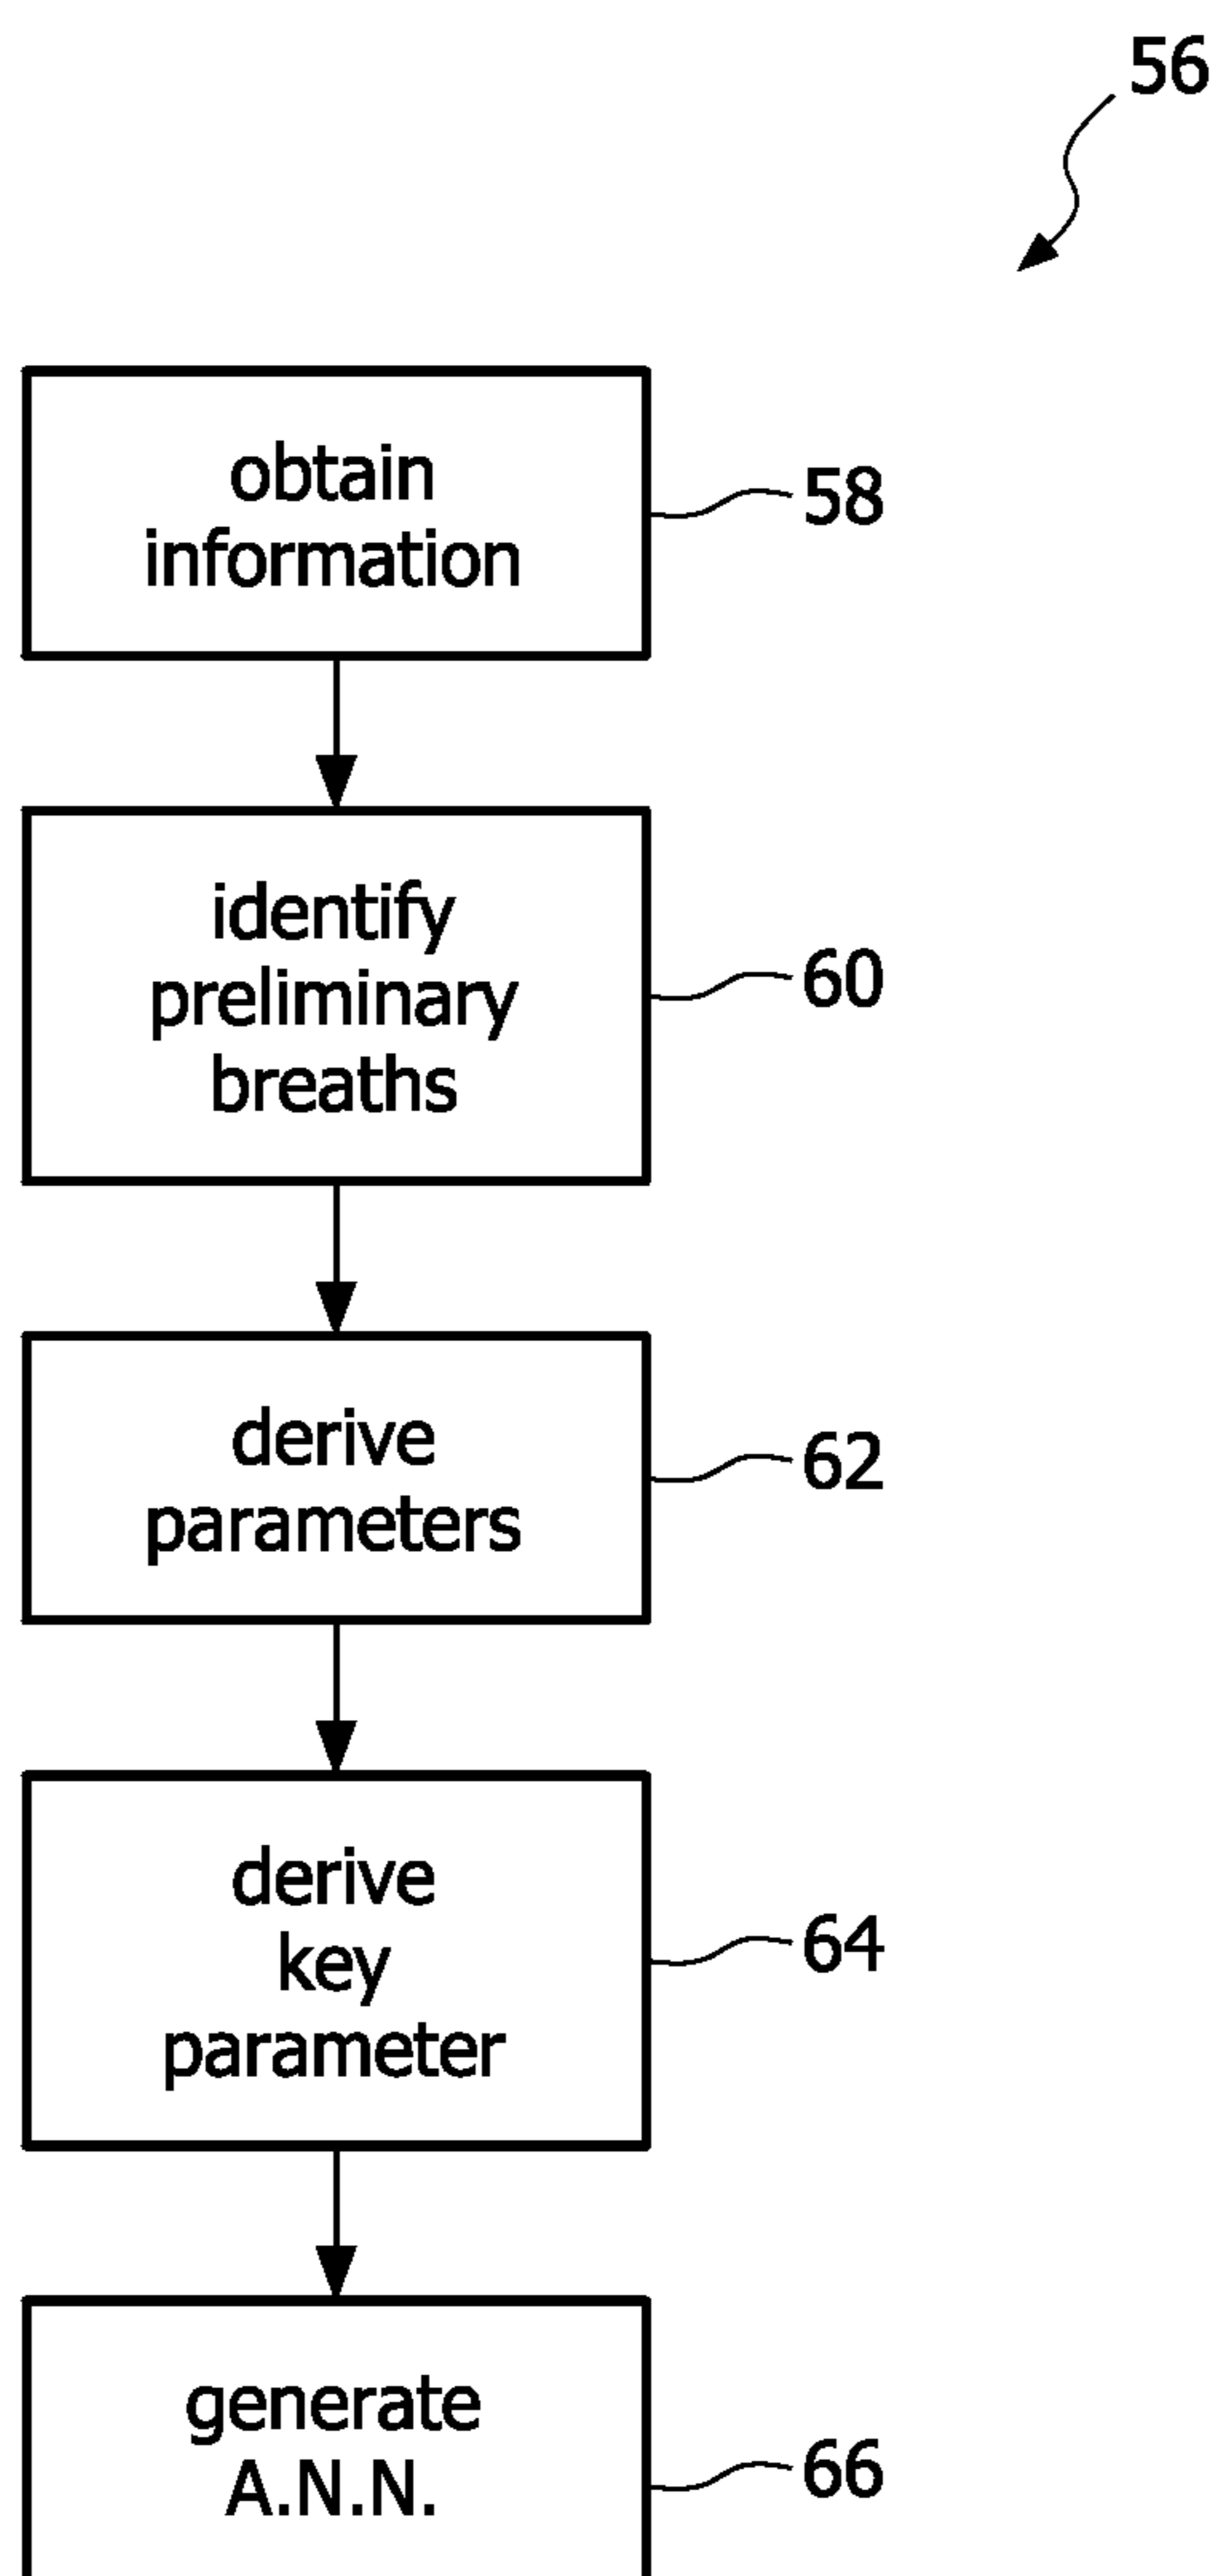 56
obtain
information
58
identify
preliminary
breaths
60
derive
parameters
62
derive
key
parameter
64
generate
A.N.N.
66